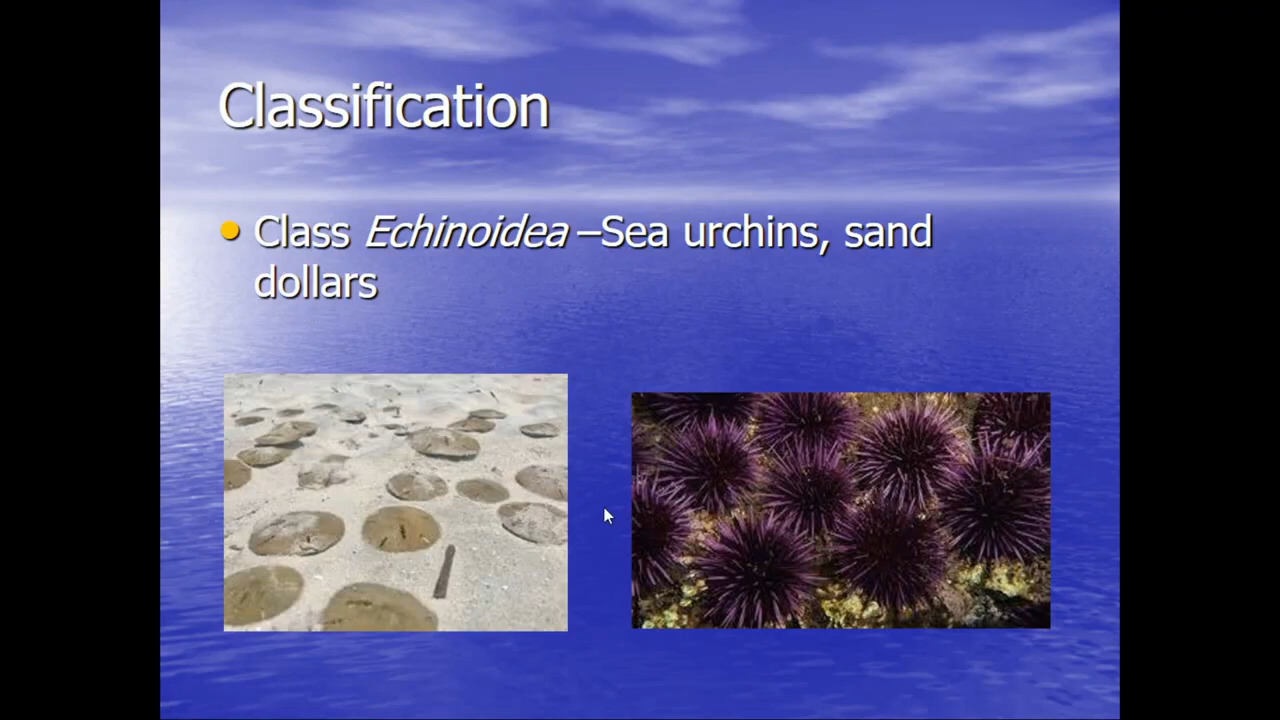 Classification
• Class Echinoidea –Sea urchins, sand
dollars